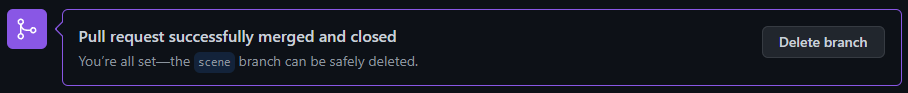 Pull request successfully merged and closed
You’re all set—the scene branch can be safely deleted.
Delete branch